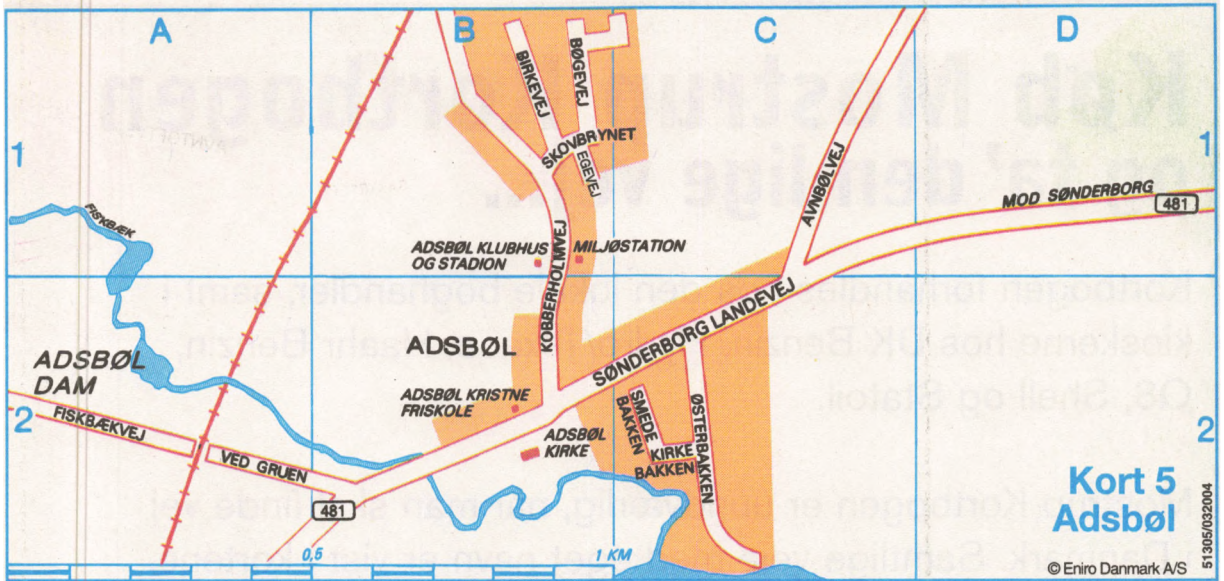 A
B
C
D
BIRKEVEJ
BØGEVEJ
SKOVBRYNET
EGEVEJ
1
1
AVNBØLVEJ
MOD SØNDERBORG
481
FISKBÆK
ADSBØL KLUBHUS
OG STADION
MILJØSTATION
KOBBERHOLMVEJ
SØNDERBORG LANDEVEJ
ADSBØL
ADSBØL
DAM
ADSBØL KRISTNE
FRISKOLE
2
2
FISKBÆKVEJ
VED GRUEN
ADSBØL
KIRKE
SMEDE
BAKKEN
KIRKE
BAKKEN
ØSTERBAKKEN
481
0,5
1 KM
Kort 5
Adsbøl
© Eniro Danmark A/S
51305/032004